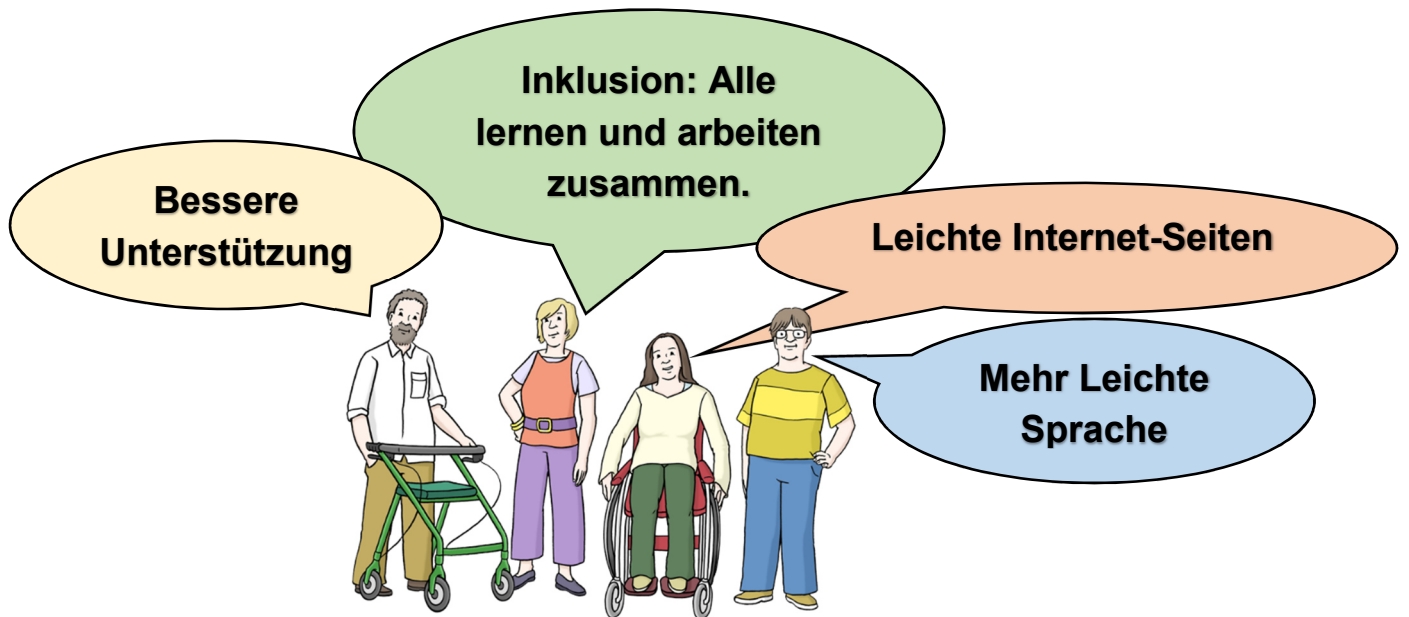 Bessere
Unterstützung
Inklusion: Alle
lernen und arbeiten
zusammen.
Leichte Internet-Seiten
Mehr Leichte
Sprache